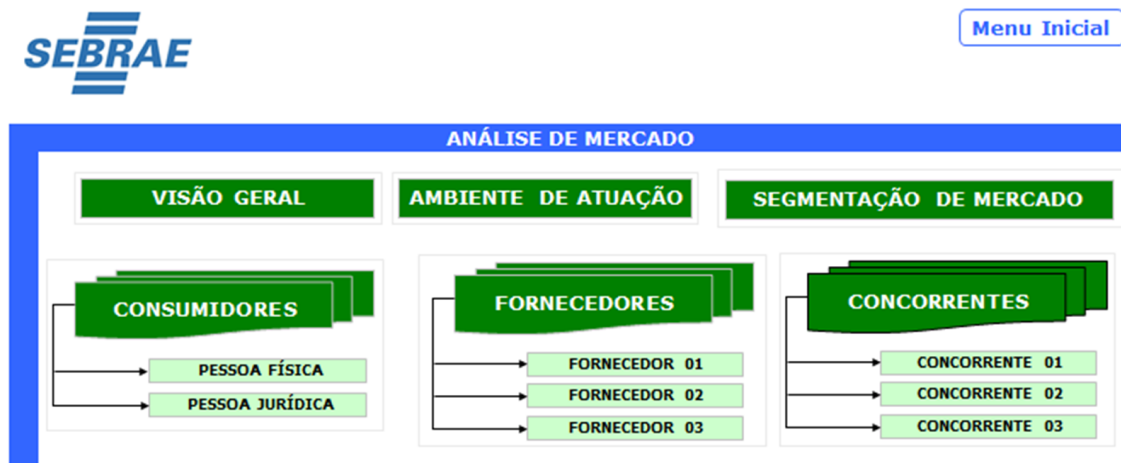 SEBRAE
Menu Inicial
ANÁLISE DE MERCADO
VISÃO GERAL
AMBIENTE DE ATUAÇÃO
SEGMENTAÇÃO DE MERCADO
CONSUMIDORES
PESSOA FÍSICA
PESSOA JURÍDICA
FORNECEDORES
FORNECEDOR 01
FORNECEDOR 02
FORNECEDOR 03
CONCORRENTES
CONCORRENTE 01
CONCORRENTE 02
CONCORRENTE 03